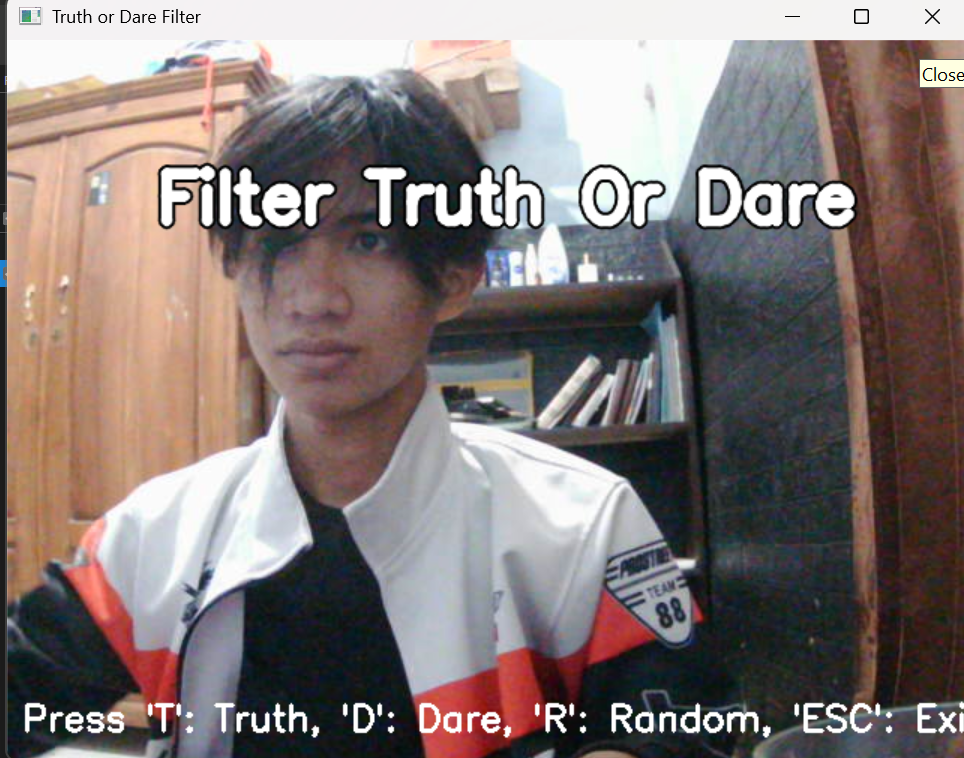 Truth or Dare Filter
Close
Filter Truth Or Dare
TEAM
88
Press 'T': Truth, 'D': Dare, 'R': Random, 'ESC': Exi